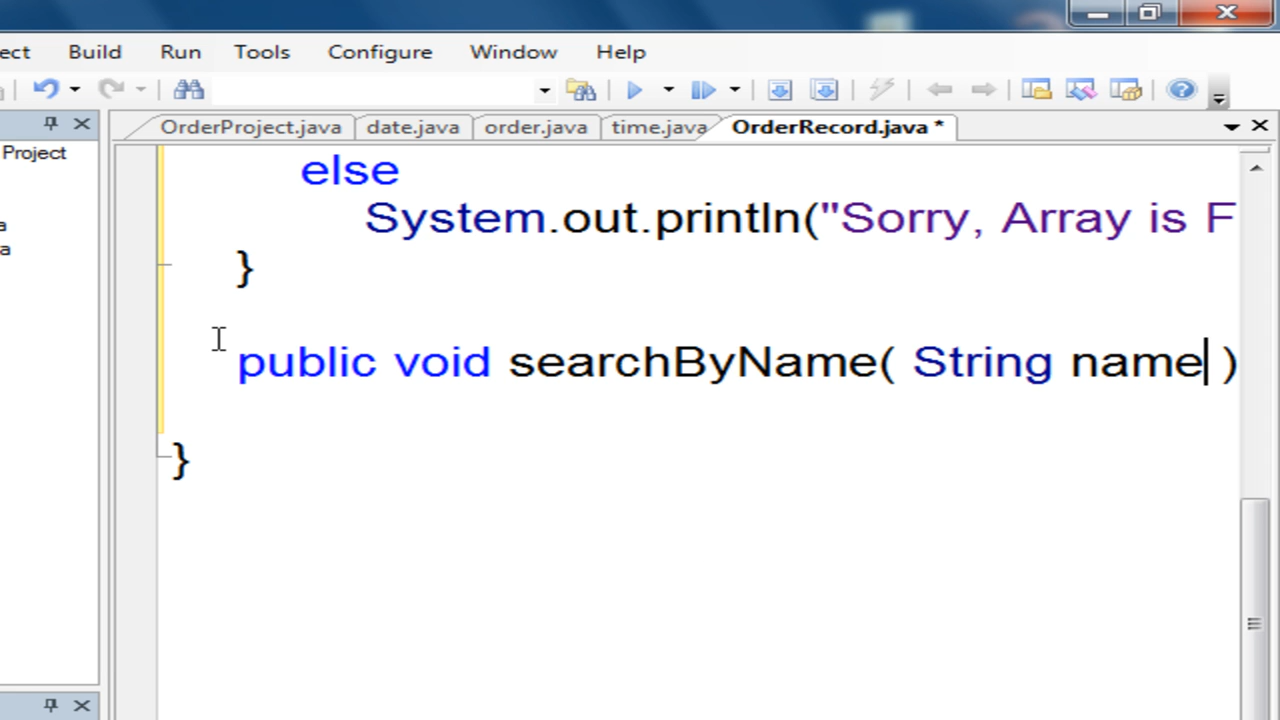 ect Build Run Tools Configure Window Help
OrderProject.java date.java order.java time.java OrderRecord.java *
Project
a
a
else
System.out.println("Sorry, Array is F
}
public void searchByName( String name )
}